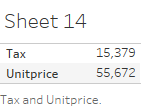 Sheet 14
Tax 15,379
Unitprice 55,672
Tax and Unitprice.